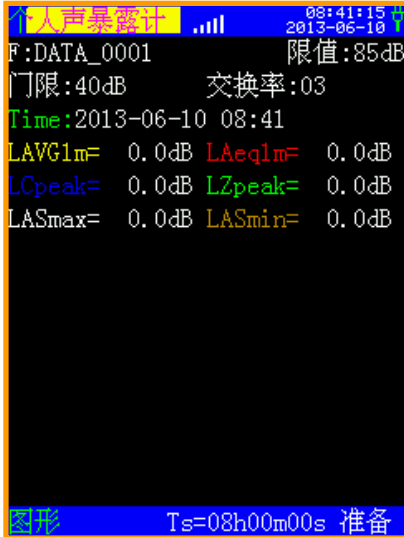 个人声暴露计 08:41:15
2013-06-10
F:DATA_0001 限值:85dB
门限:40dB 交换率:03
Time:2013-06-10 08:41
LAVG1m= 0.0dB LAeq1m= 0.0dB
LCpeak= 0.0dB LZpeak= 0.0dB
LASmax= 0.0dB LASmin= 0.0dB
图形 Ts=08h00m00s 准备